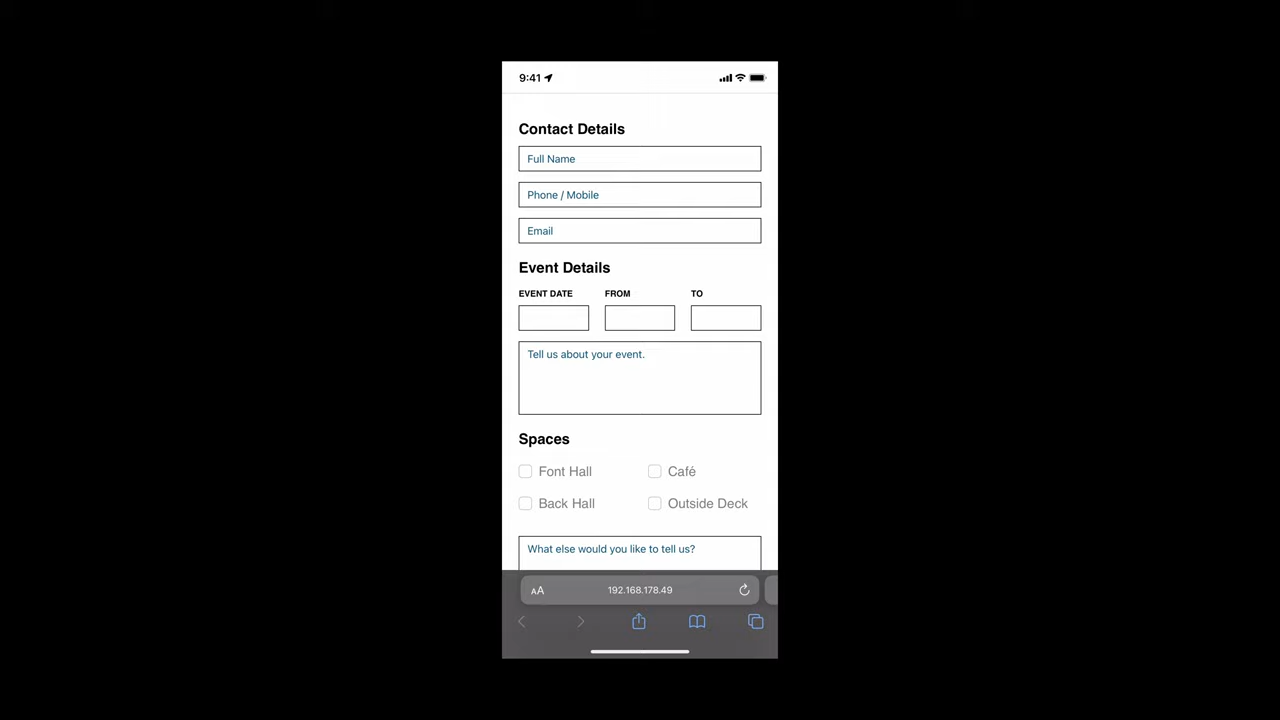 9:41
Contact Details
Full Name
Phone / Mobile
Email
Event Details
EVENT DATE FROM TO
Tell us about your event.
Spaces
Font Hall Café
Back Hall Outside Deck
What else would you like to tell us?
AA 192.168.178.49